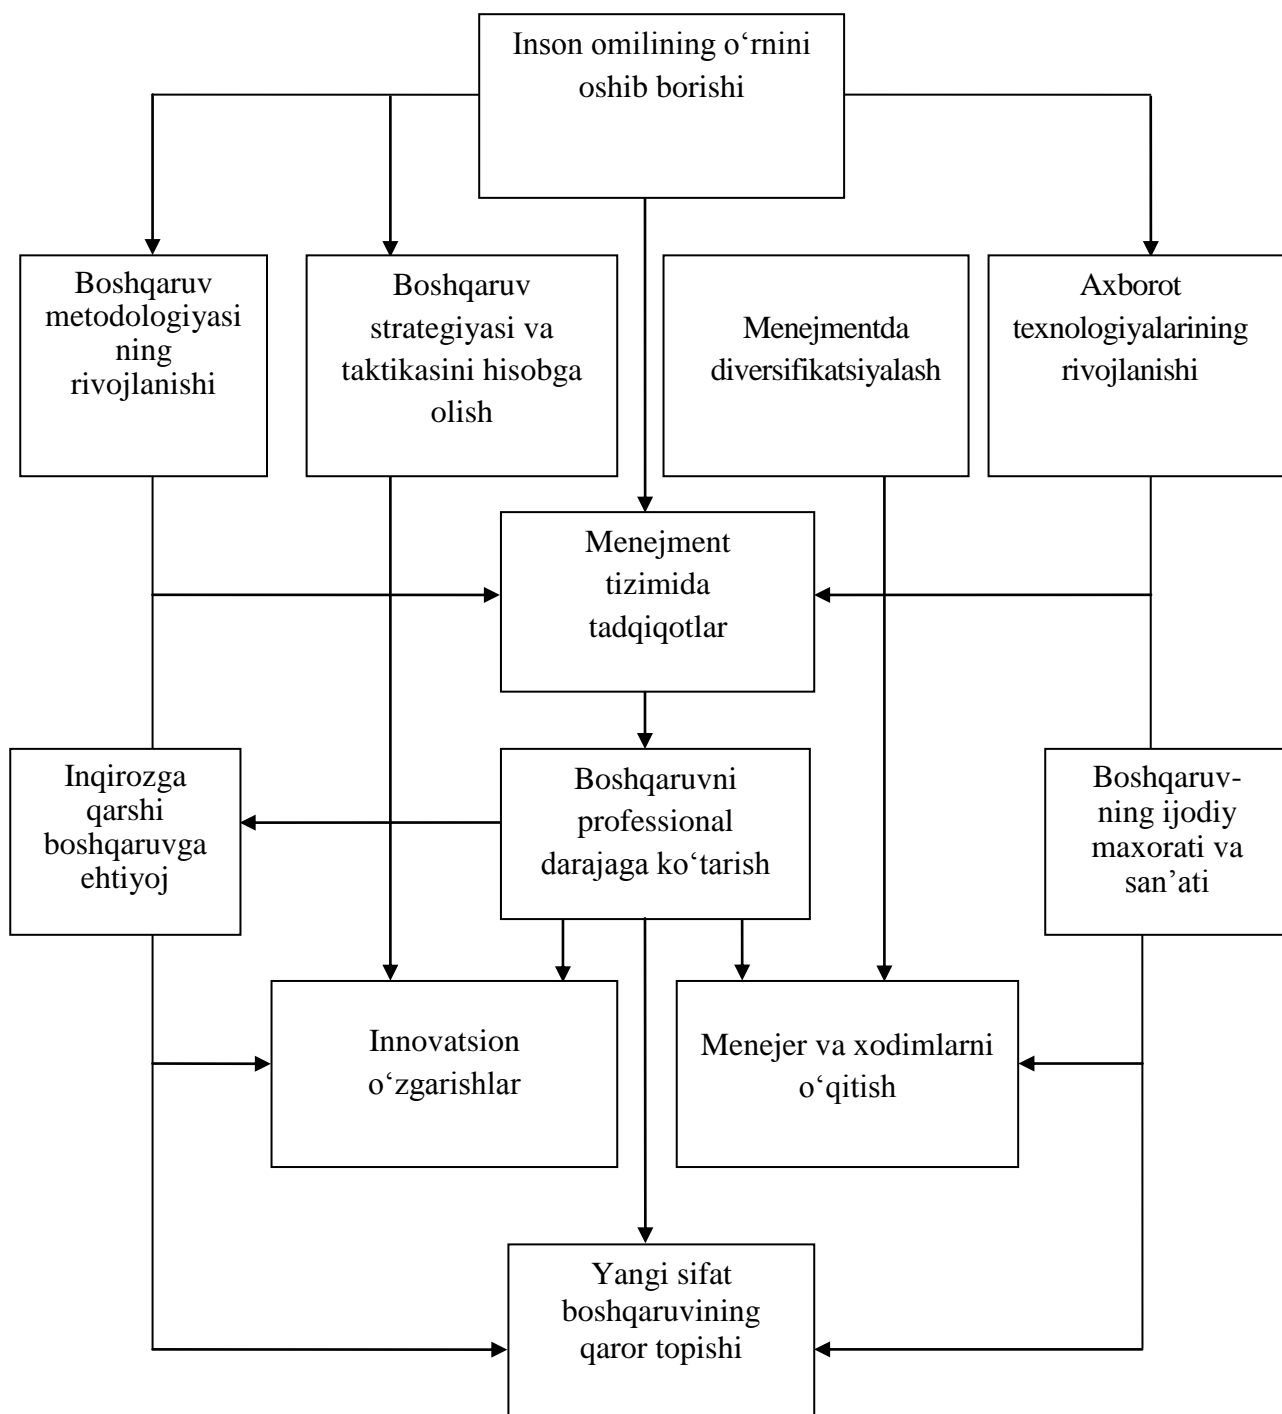 Inson omilining o‘rnini
oshib borishi
Boshqaruv
metodologiyasi
ning
rivojlanishi
Boshqaruv
strategiyasi va
taktikasini hisobga
olish
Menejmentda
diversifikatsiyalash
Axborot
texnologiyalarining
rivojlanishi
Menejment
tizimida
tadqiqotlar
Inqirozga
qarshi
boshqaruvga
ehtiyoj
Boshqaruvni
professional
darajaga ko‘tarish
Boshqaruv-
ning ijodiy
maxorati va
san’ati
Innovatsion
o‘zgarishlar
Menejer va xodimlarni
o‘qitish
Yangi sifat
boshqaruvining
qaror topishi